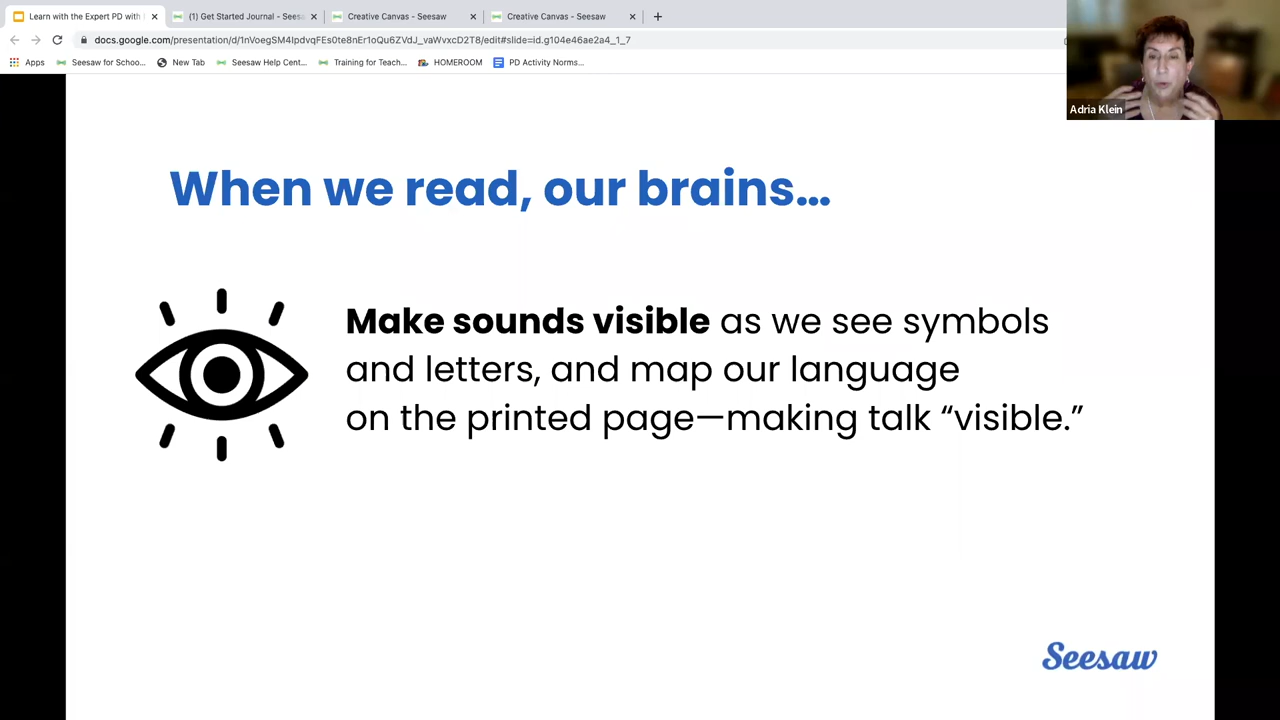 Learn with the Expert PD with
(1) Get Started Journal - Sees
Creative Canvas - Seesaw
Creative Canvas - Seesaw
docs.google.com/presentation/d/1nVoegSM4IpdvqFEs0te8nEr1oQu6ZVdJ_vaWvxcD2T8/edit#slide=id.g104e46ae2a4_1_7
Apps
Seesaw for Schoo...
New Tab
Seesaw Help Cent...
Training for Teach...
HOMEROOM
PD Activity Norms...
Adria Klein
When we read, our brains...
Make sounds visible as we see symbols
and letters, and map our language
on the printed page—making talk “visible.”
Seesaw